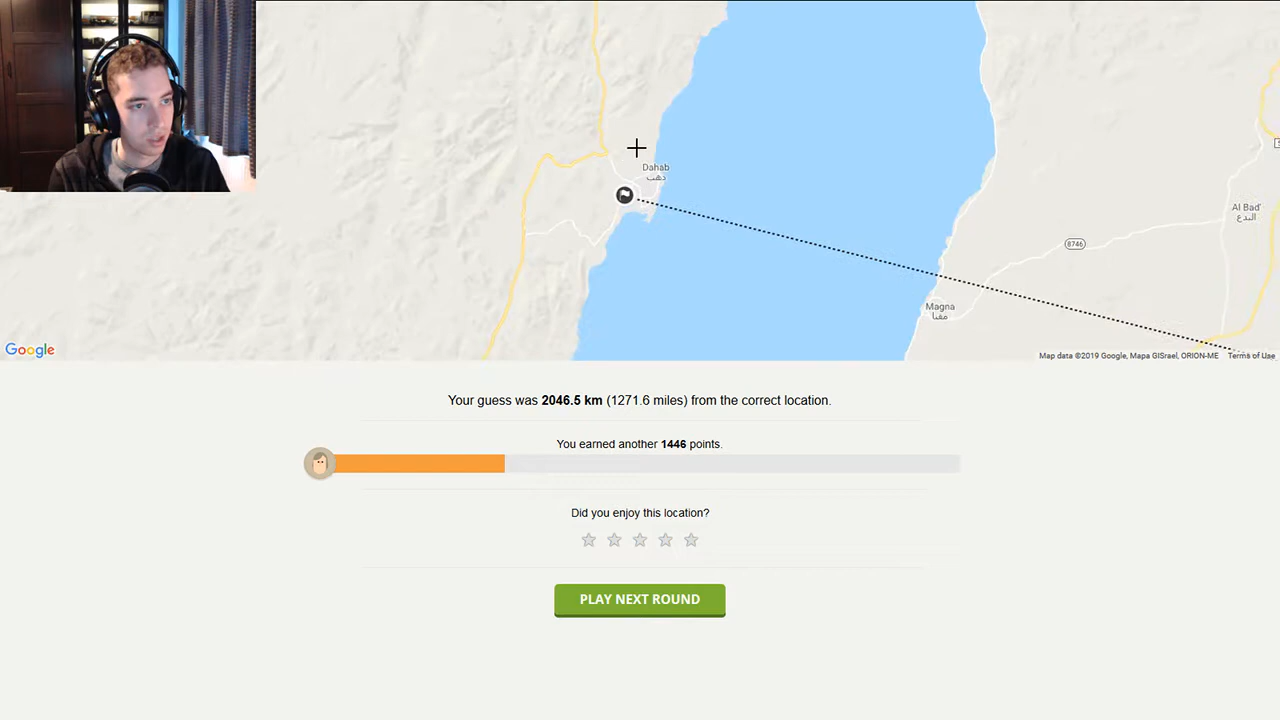 Dahab
دهب
Al Bad'
البدع
8746
Magna
مقنا
Google
Map data ©2019 Google, Mapa GISrael, ORION-ME Terms of Use
Your guess was 2046.5 km (1271.6 miles) from the correct location.
You earned another 1446 points.
Did you enjoy this location?
PLAY NEXT ROUND